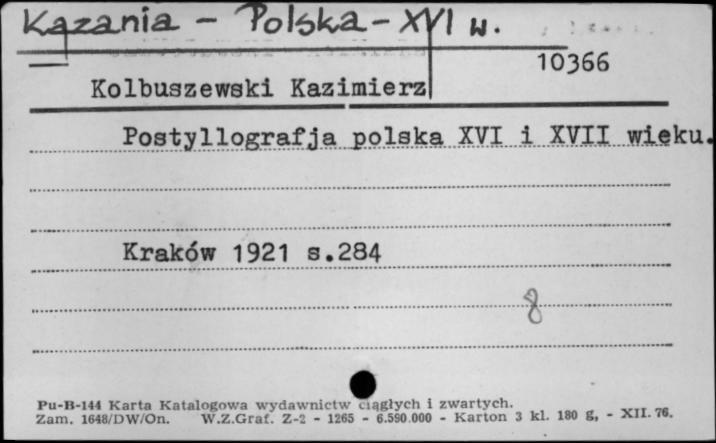 Kazania - Polska - XVI w.
10366
Kolbuszewski Kazimierz
Postyllografja polska XVI i XVII wieku.
Kraków 1921 s.284
8
Pu-B-144 Karta Katalogowa wydawnictw ciągłych i zwartych.
Zam. 1648/DW/On. W.Z.Graf. Z-2 - 1265 - 6.590.000 - Karton 3 kl. 180 g, - XII. 76.